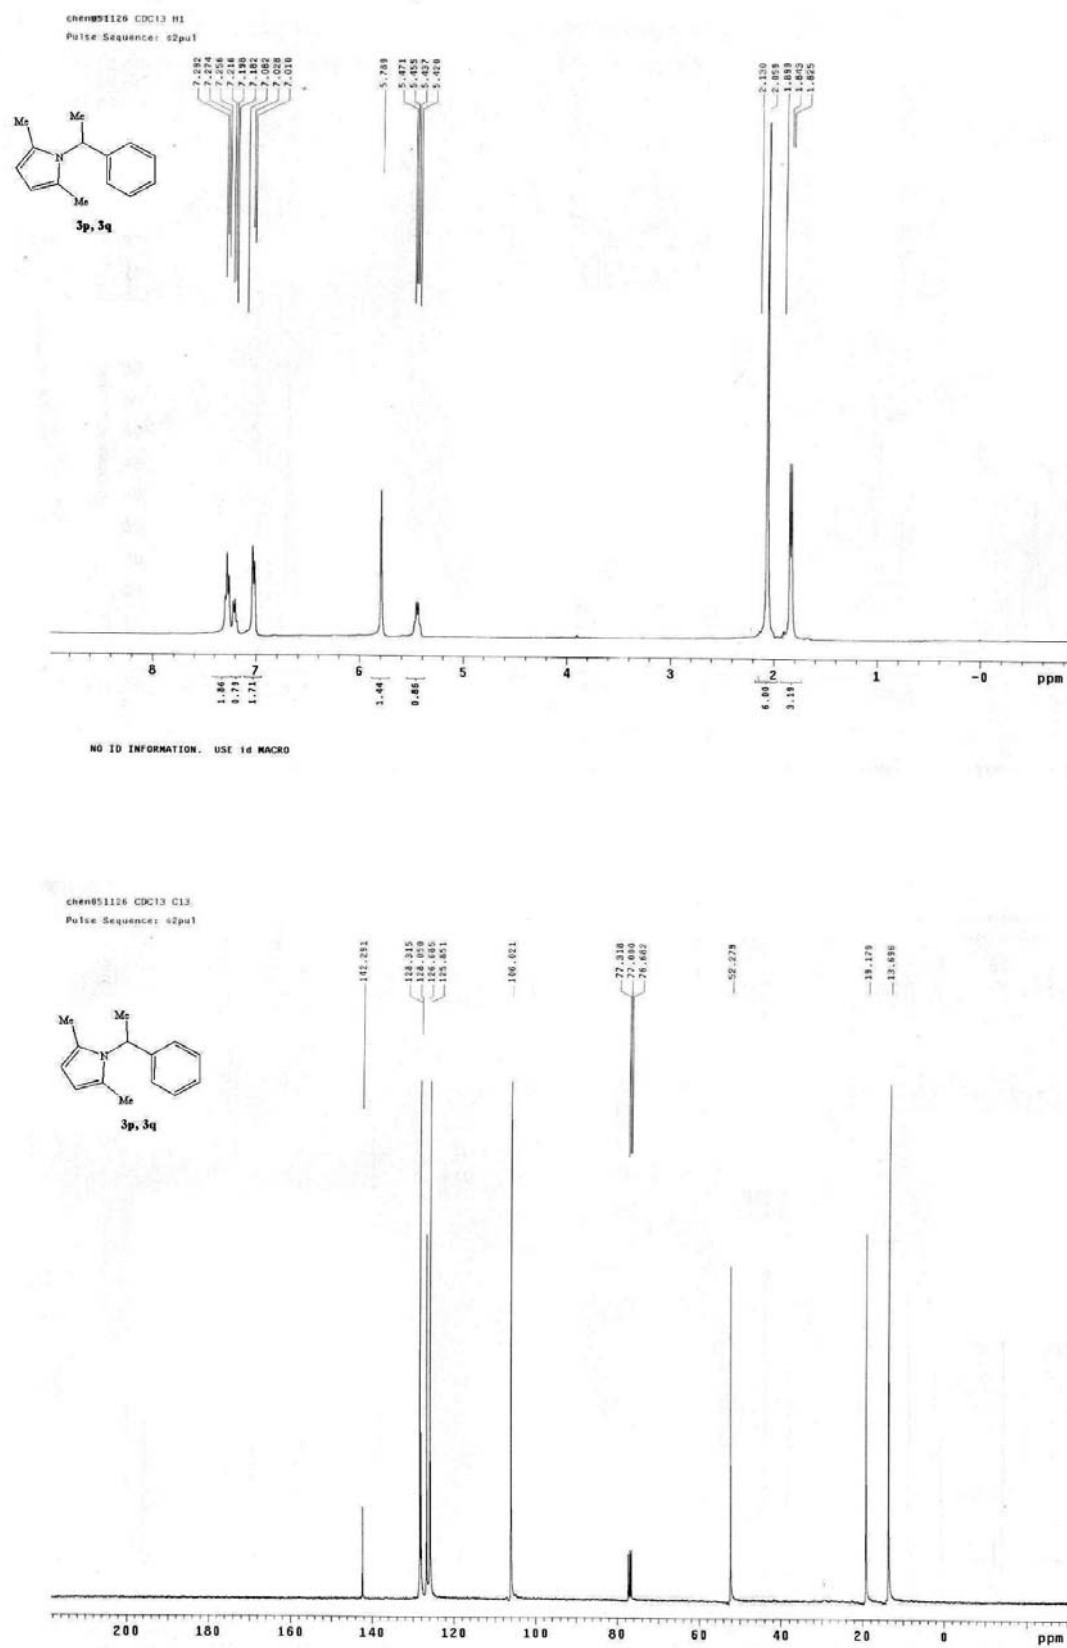 chem051126 CDCl3 H1
Pulse Sequence: s2pul
7.292
7.274
7.256
7.216
7.198
7.182
7.082
7.028
7.010
5.789
5.471
5.455
5.437
5.420
2.130
2.059
1.899
1.843
1.825
Me
Me
N
Me
3p, 3q
8 7 6 5 4 3 2 1 -0 ppm
1.86
0.79
1.71
1.44
0.86
6.00
3.19
NO ID INFORMATION. USE id MACRO
chem051126 CDCl3 C13
Pulse Sequence: s2pul
142.291
128.315
128.050
126.685
125.851
106.021
77.318
77.000
76.682
52.279
19.179
13.696
Me
Me
N
Me
3p, 3q
200 180 160 140 120 100 80 60 40 20 0 ppm